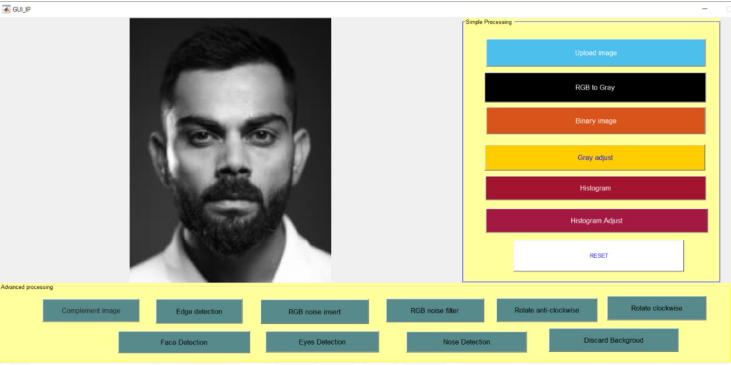 GUI_IP
Simple Processing
Upload image
RGB to Gray
Binary image
Gray adjust
Histogram
Histogram Adjust
RESET
Advanced processing
Complement image
Edge detection
RGB noise insert
RGB noise filter
Rotate anti-clockwise
Rotate clockwise
Face Detection
Eyes Detection
Nose Detection
Discard Backgroud